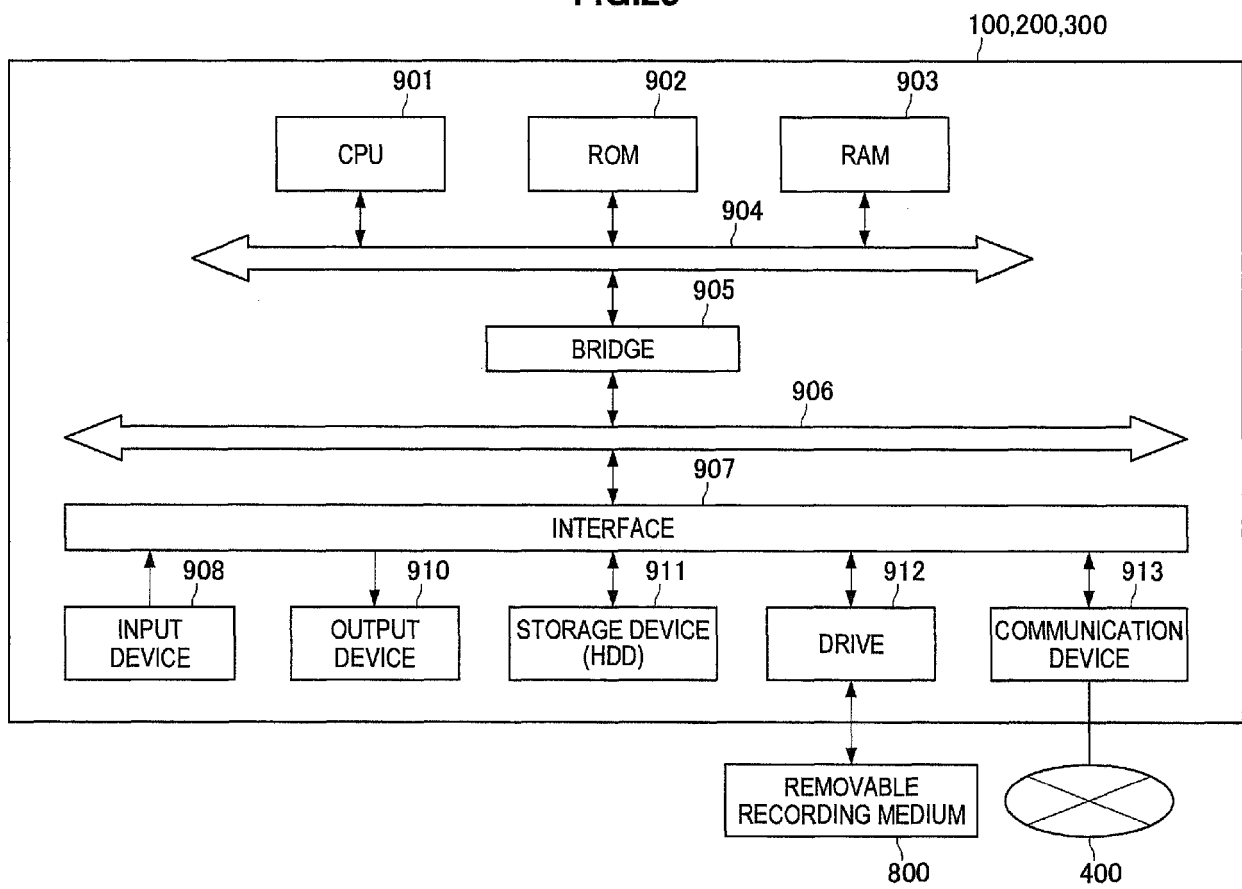 100,200,300
901
902
903
CPU
ROM
RAM
904
905
BRIDGE
906
907
INTERFACE
908
910
911
912
913
INPUT
DEVICE
OUTPUT
DEVICE
STORAGE DEVICE
(HDD)
DRIVE
COMMUNICATION
DEVICE
REMOVABLE
RECORDING MEDIUM
800
400